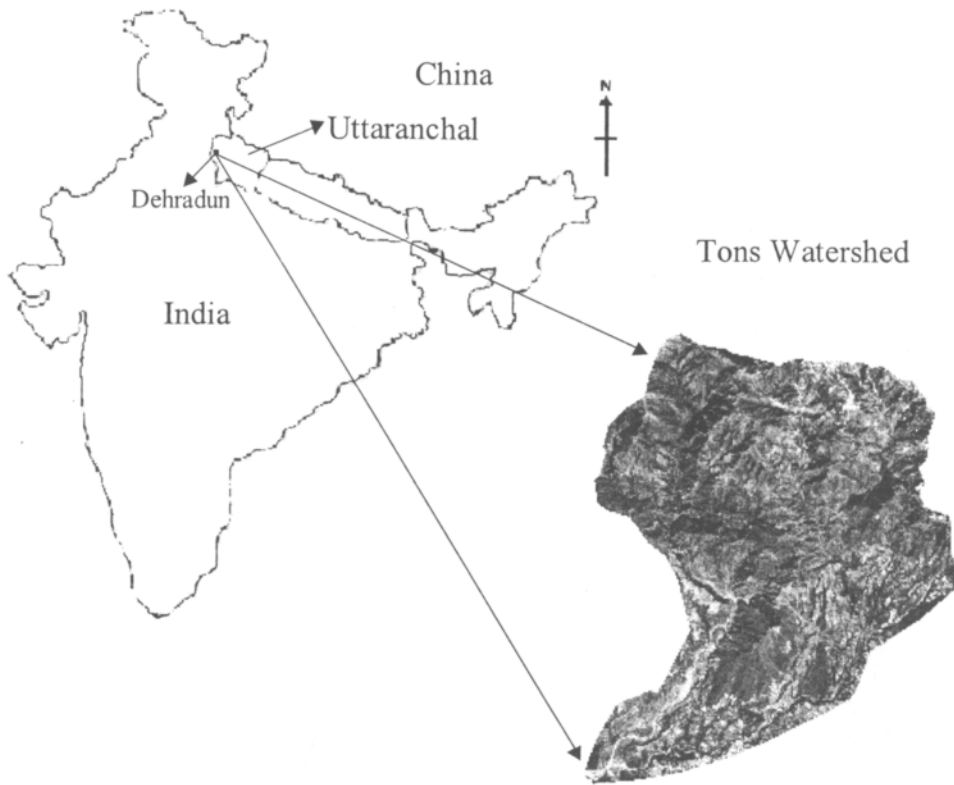 China
N
Uttaranchal
Dehradun
Tons Watershed
India